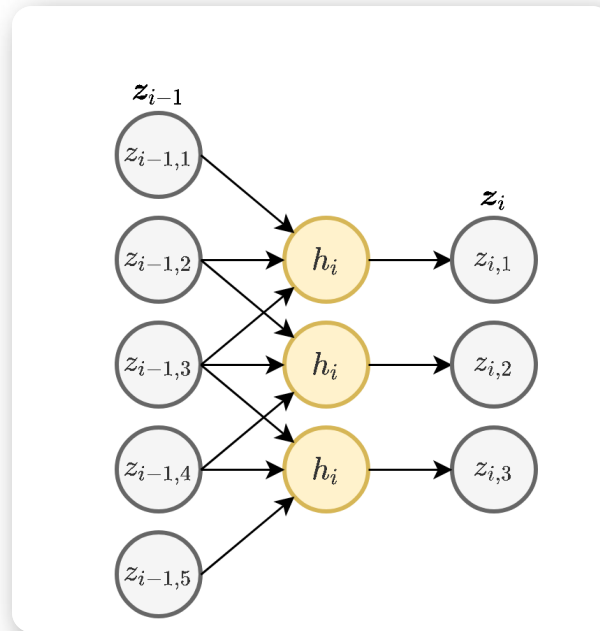 z_{i-1}
z_{i-1,1}
z_i
z_{i-1,2}
h_i
z_{i,1}
z_{i-1,3}
h_i
z_{i,2}
z_{i-1,4}
h_i
z_{i,3}
z_{i-1,5}